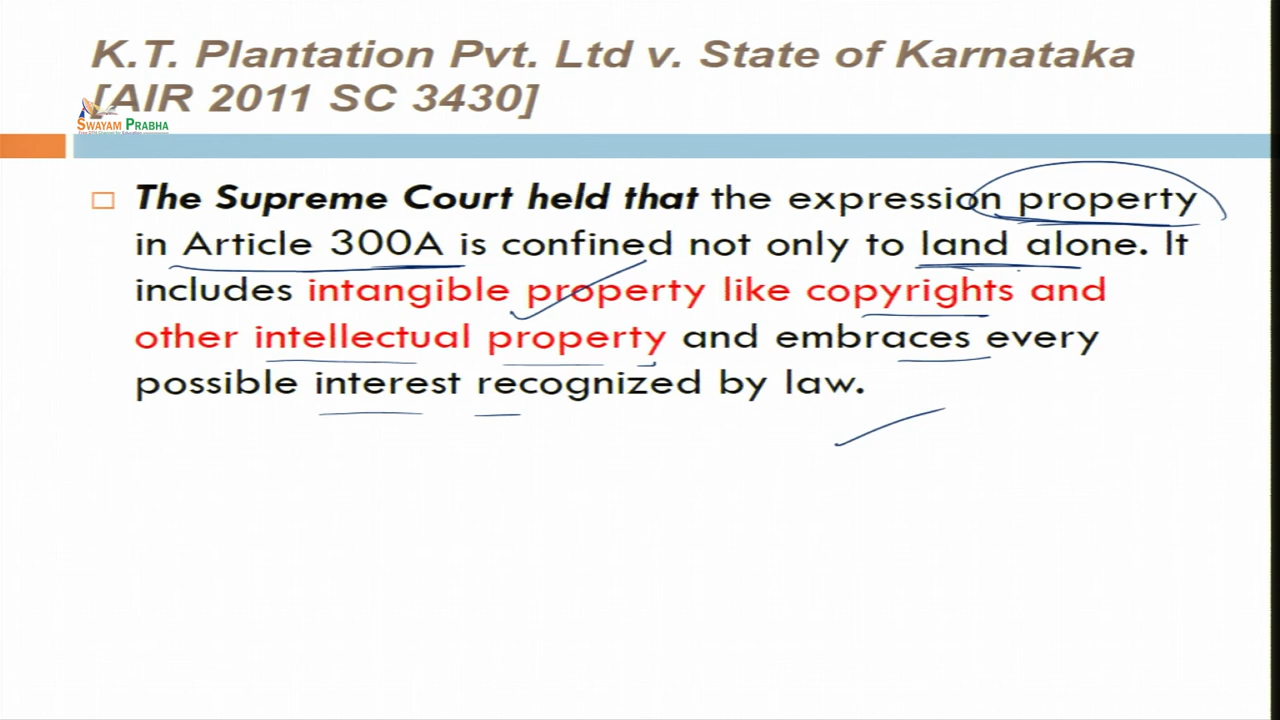 K.T. Plantation Pvt. Ltd v. State of Karnataka
[AIR 2011 SC 3430]
SWAYAM PRABHA
The Supreme Court held that the expression property
in Article 300A is confined not only to land alone. It
includes intangible property like copyrights and
other intellectual property and embraces every
possible interest recognized by law.